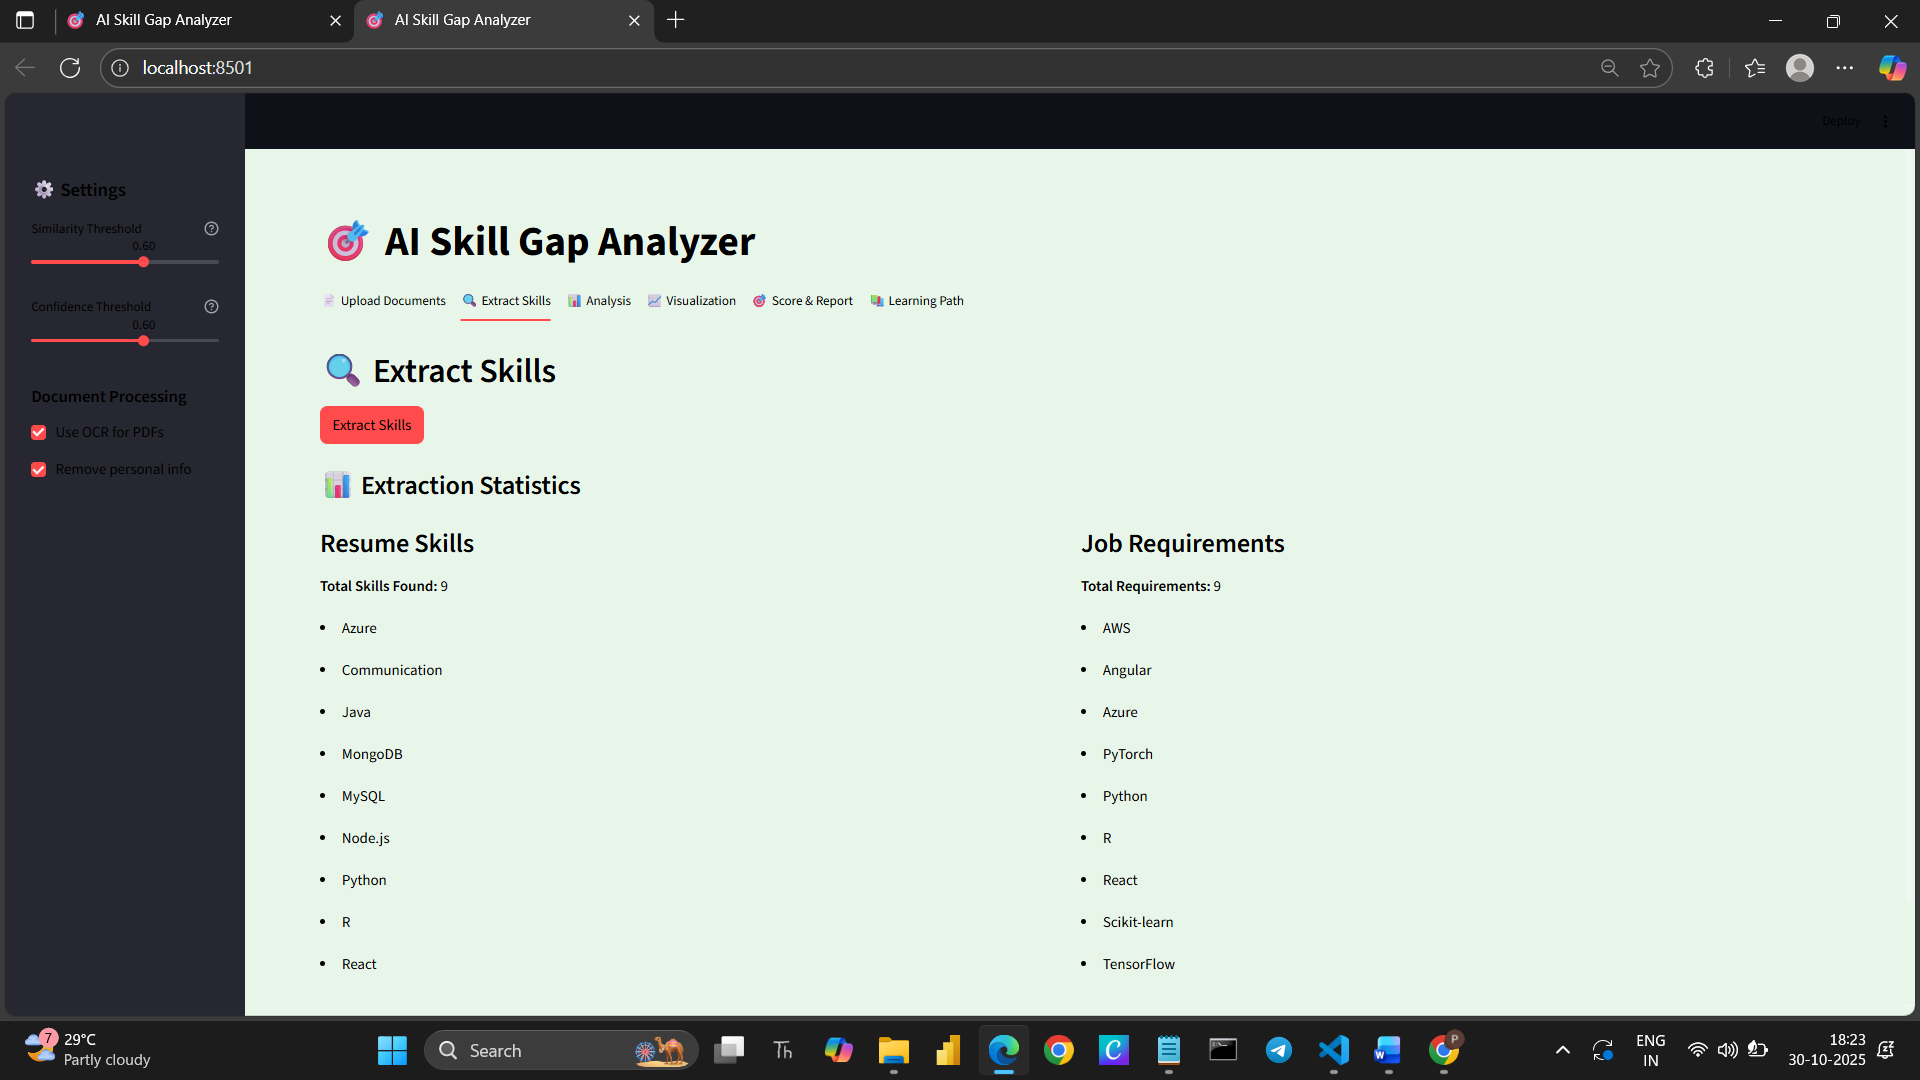 AI Skill Gap Analyzer
AI Skill Gap Analyzer
localhost:8501
Deploy
Settings
Similarity Threshold
0.60
Confidence Threshold
0.60
Document Processing
Use OCR for PDFs
Remove personal info
AI Skill Gap Analyzer
Upload Documents Extract Skills Analysis Visualization Score & Report Learning Path
Extract Skills
Extract Skills
Extraction Statistics
Resume Skills
Total Skills Found: 9
Azure
Communication
Java
MongoDB
MySQL
Node.js
Python
R
React
Job Requirements
Total Requirements: 9
AWS
Angular
Azure
PyTorch
Python
R
React
Scikit-learn
TensorFlow
7
29°C
Partly cloudy
Search
Th
C
W
P
ENG
IN
18:23
30-10-2025